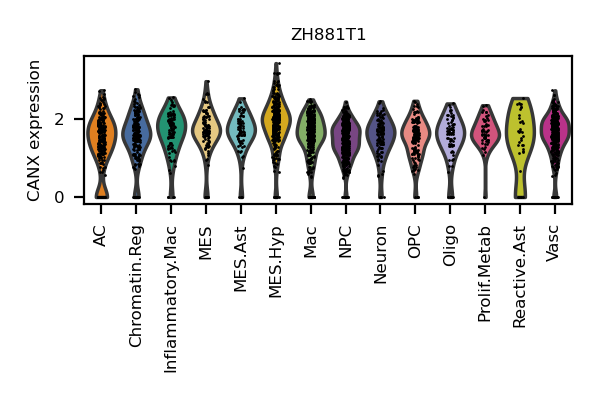 ZH881T1
CANX expression
2
0
AC
Chromatin.Reg
Inflammatory.Mac
MES
MES.Ast
MES.Hyp
Mac
NPC
Neuron
OPC
Oligo
Prolif.Metab
Reactive.Ast
Vasc